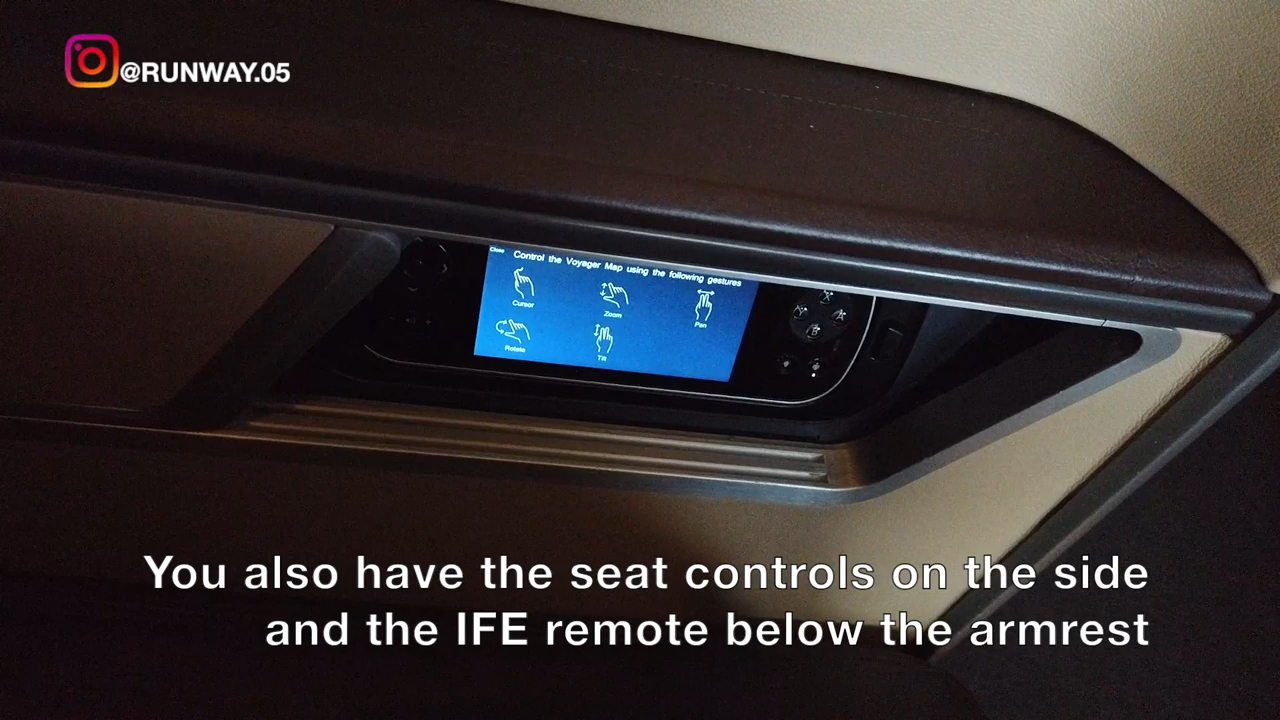 @RUNWAY.05
Close
Control the Voyager Map using the following gestures
Cursor
Zoom
Pan
Rotate
Tilt
X
Y
A
B
You also have the seat controls on the side
and the IFE remote below the armrest